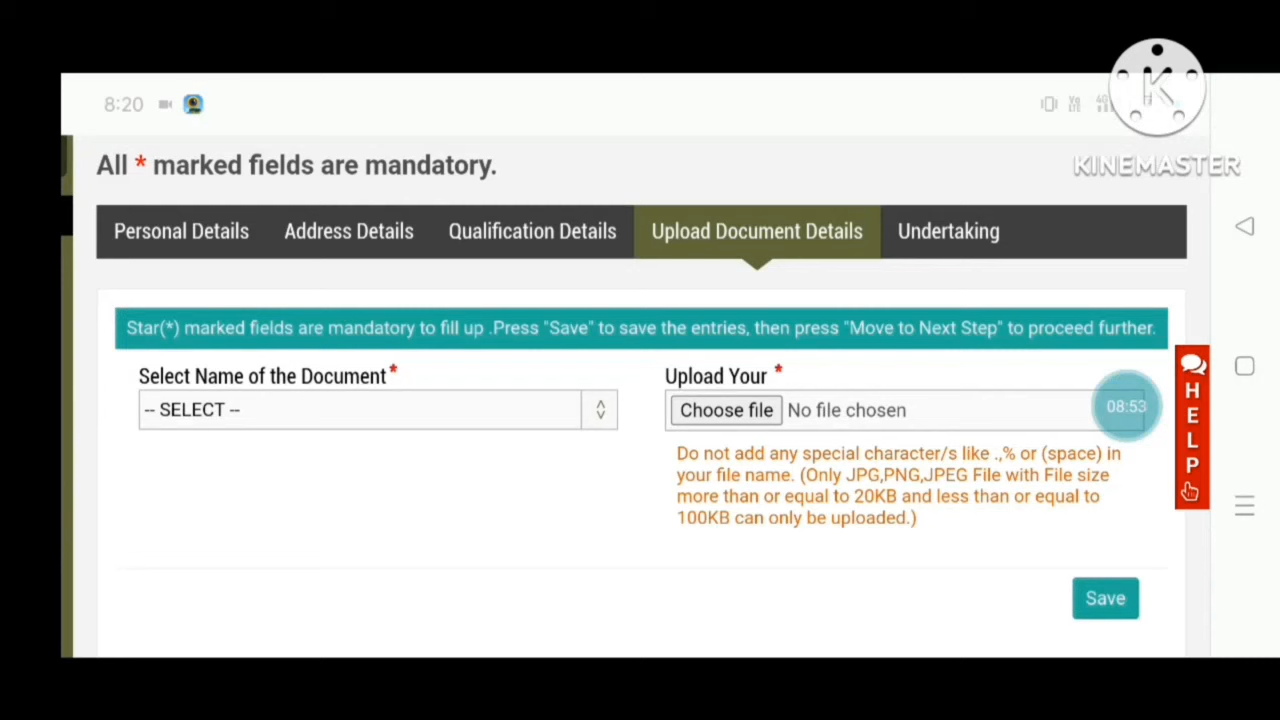 8:20
Vo
LTE
4G
K
KINEMASTER
All * marked fields are mandatory.
Personal Details Address Details Qualification Details Upload Document Details Undertaking
Star(*) marked fields are mandatory to fill up .Press "Save" to save the entries, then press "Move to Next Step" to proceed further.
Select Name of the Document*
-- SELECT --
Upload Your *
Choose file No file chosen
08:53
Do not add any special character/s like .,% or (space) in
your file name. (Only JPG,PNG,JPEG File with File size
more than or equal to 20KB and less than or equal to
100KB can only be uploaded.)
HELP
Save